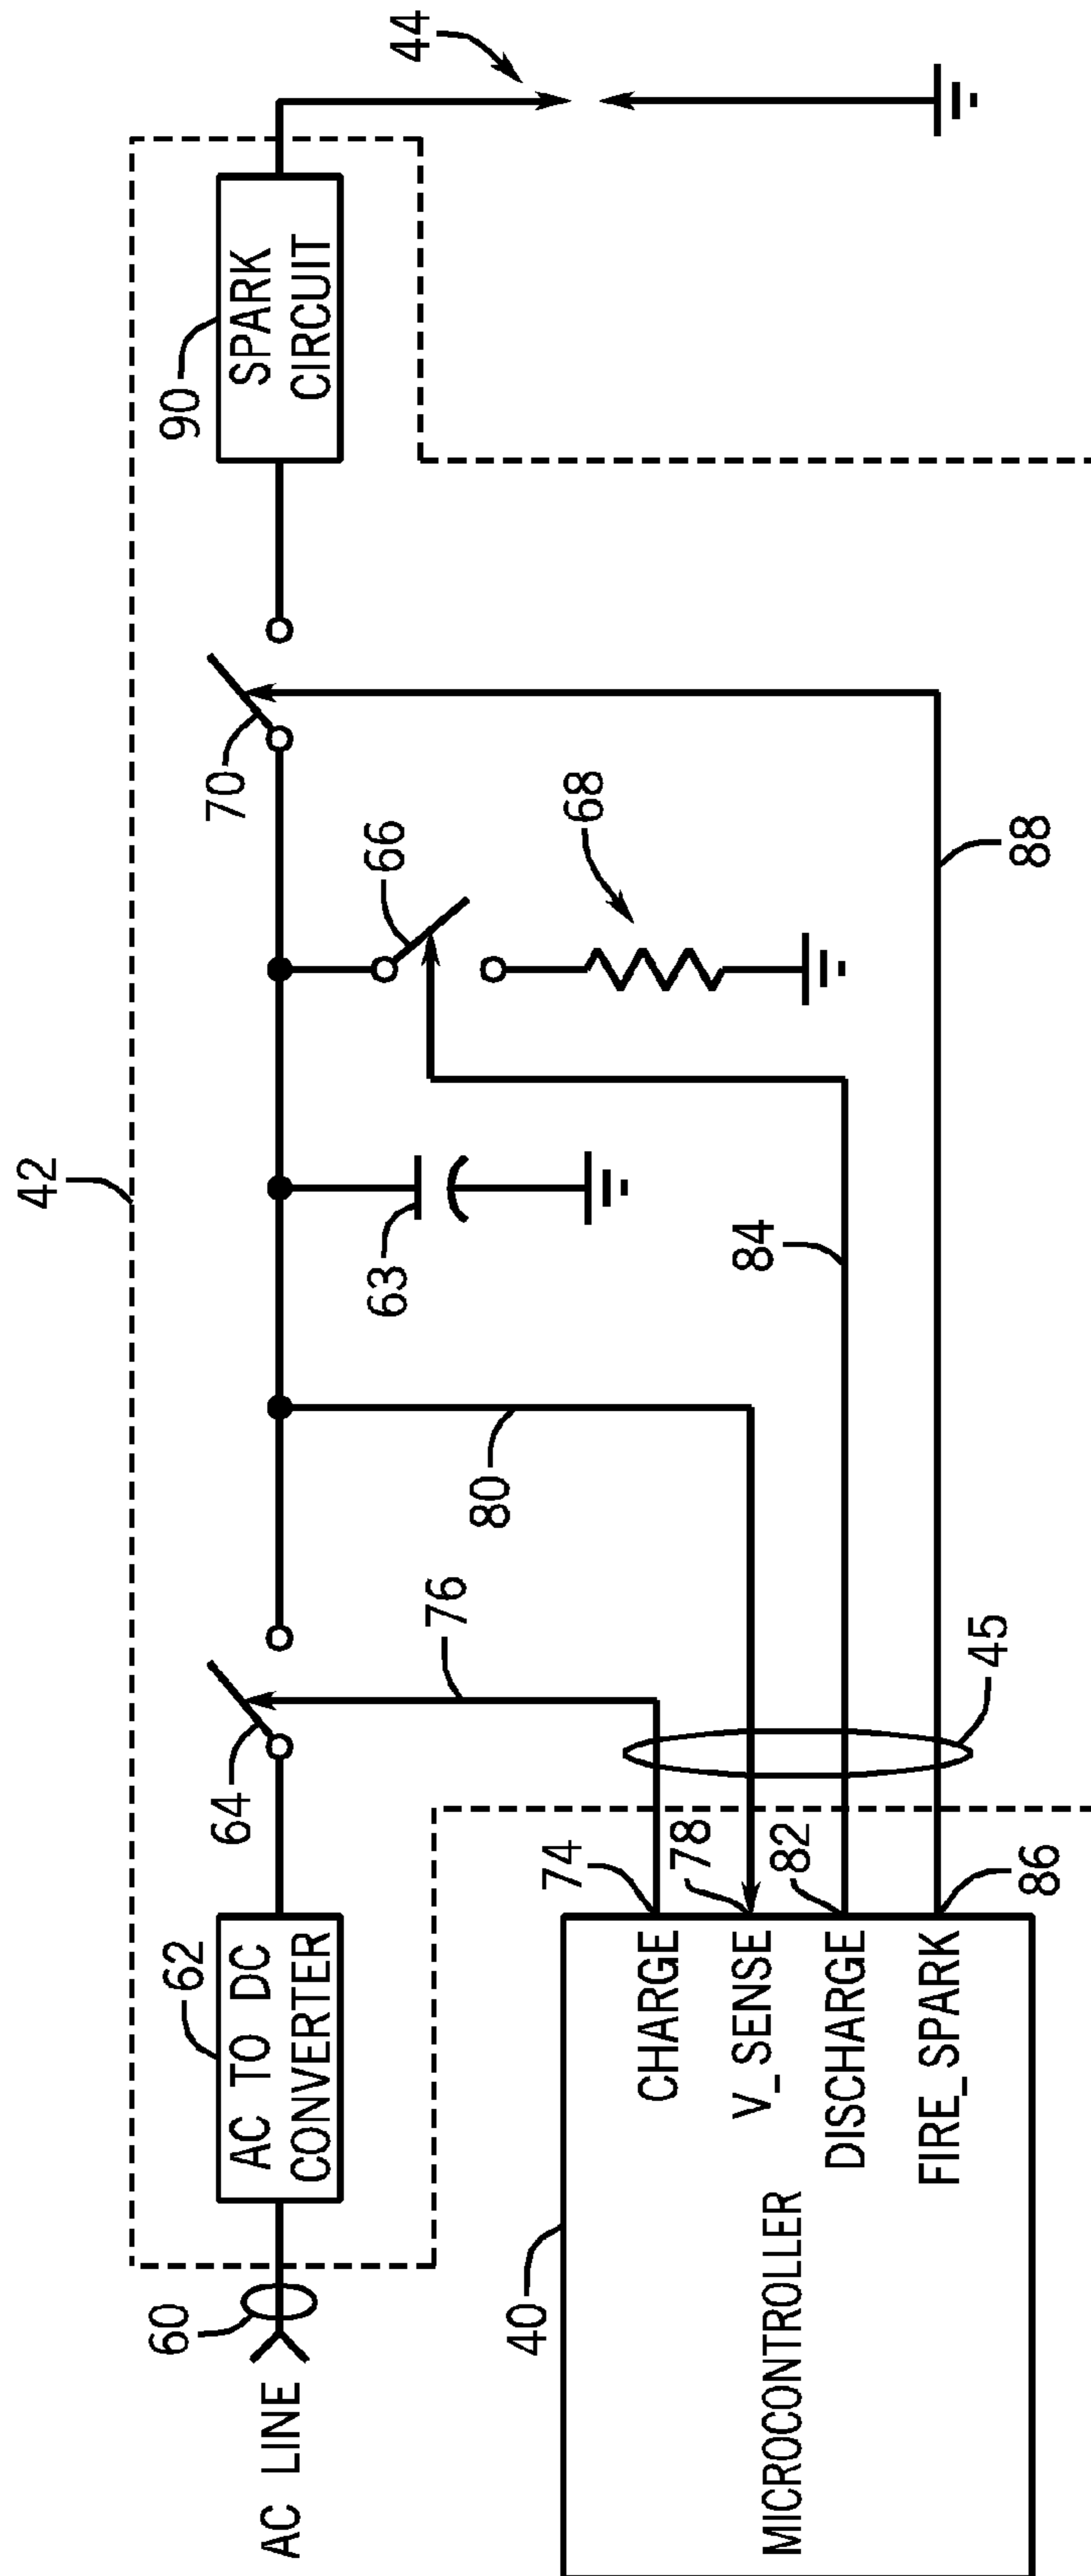 42
44
90
SPARK
CIRCUIT
70
66
68
63
88
84
80
76
64
45
62
AC TO DC
CONVERTER
60
AC LINE
74
78
82
86
40
CHARGE
V_SENSE
DISCHARGE
FIRE_SPARK
MICROCONTROLLER